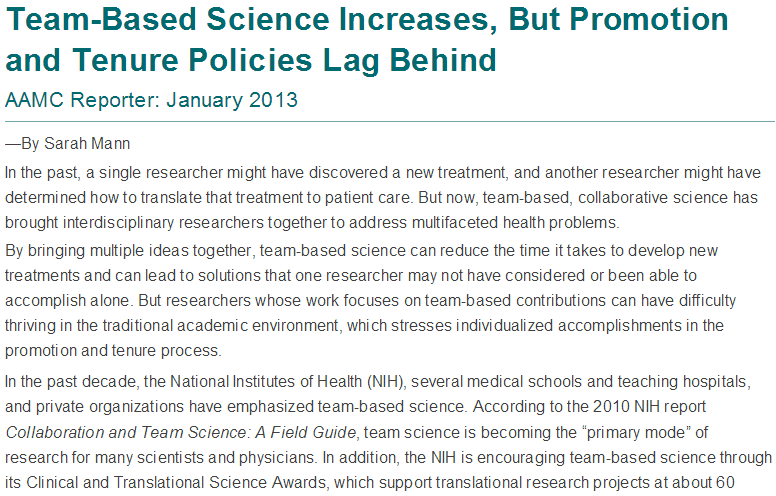 Team-Based Science Increases, But Promotion
and Tenure Policies Lag Behind
AAMC Reporter: January 2013
—By Sarah Mann
In the past, a single researcher might have discovered a new treatment, and another researcher might have
determined how to translate that treatment to patient care. But now, team-based, collaborative science has
brought interdisciplinary researchers together to address multifaceted health problems.
By bringing multiple ideas together, team-based science can reduce the time it takes to develop new
treatments and can lead to solutions that one researcher may not have considered or been able to
accomplish alone. But researchers whose work focuses on team-based contributions can have difficulty
thriving in the traditional academic environment, which stresses individualized accomplishments in the
promotion and tenure process.
In the past decade, the National Institutes of Health (NIH), several medical schools and teaching hospitals,
and private organizations have emphasized team-based science. According to the 2010 NIH report
Collaboration and Team Science: A Field Guide, team science is becoming the “primary mode” of
research for many scientists and physicians. In addition, the NIH is encouraging team-based science through
its Clinical and Translational Science Awards, which support translational research projects at about 60